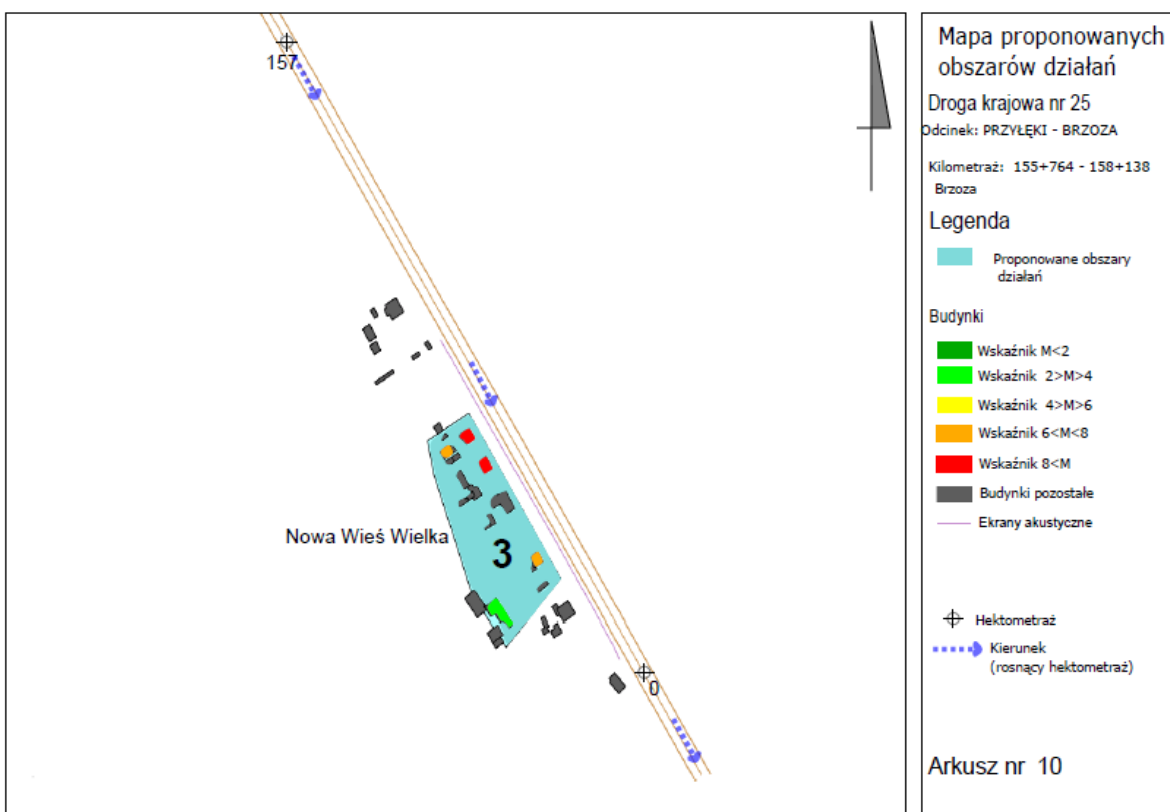 157
Nowa Wieś Wielka
3
0
Mapa proponowanych
obszarów działań
Droga krajowa nr 25
Odcinek: PRZYŁĘKI - BRZOZA
Kilometraż: 155+764 - 158+138
Brzoza
Legenda
Proponowane obszary
działań
Budynki
Wskaźnik M<2
Wskaźnik 2>M>4
Wskaźnik 4>M>6
Wskaźnik 6<M<8
Wskaźnik 8<M
Budynki pozostałe
Ekrany akustyczne
Hektometraż
Kierunek
(rosnący hektometraż)
Arkusz nr 10